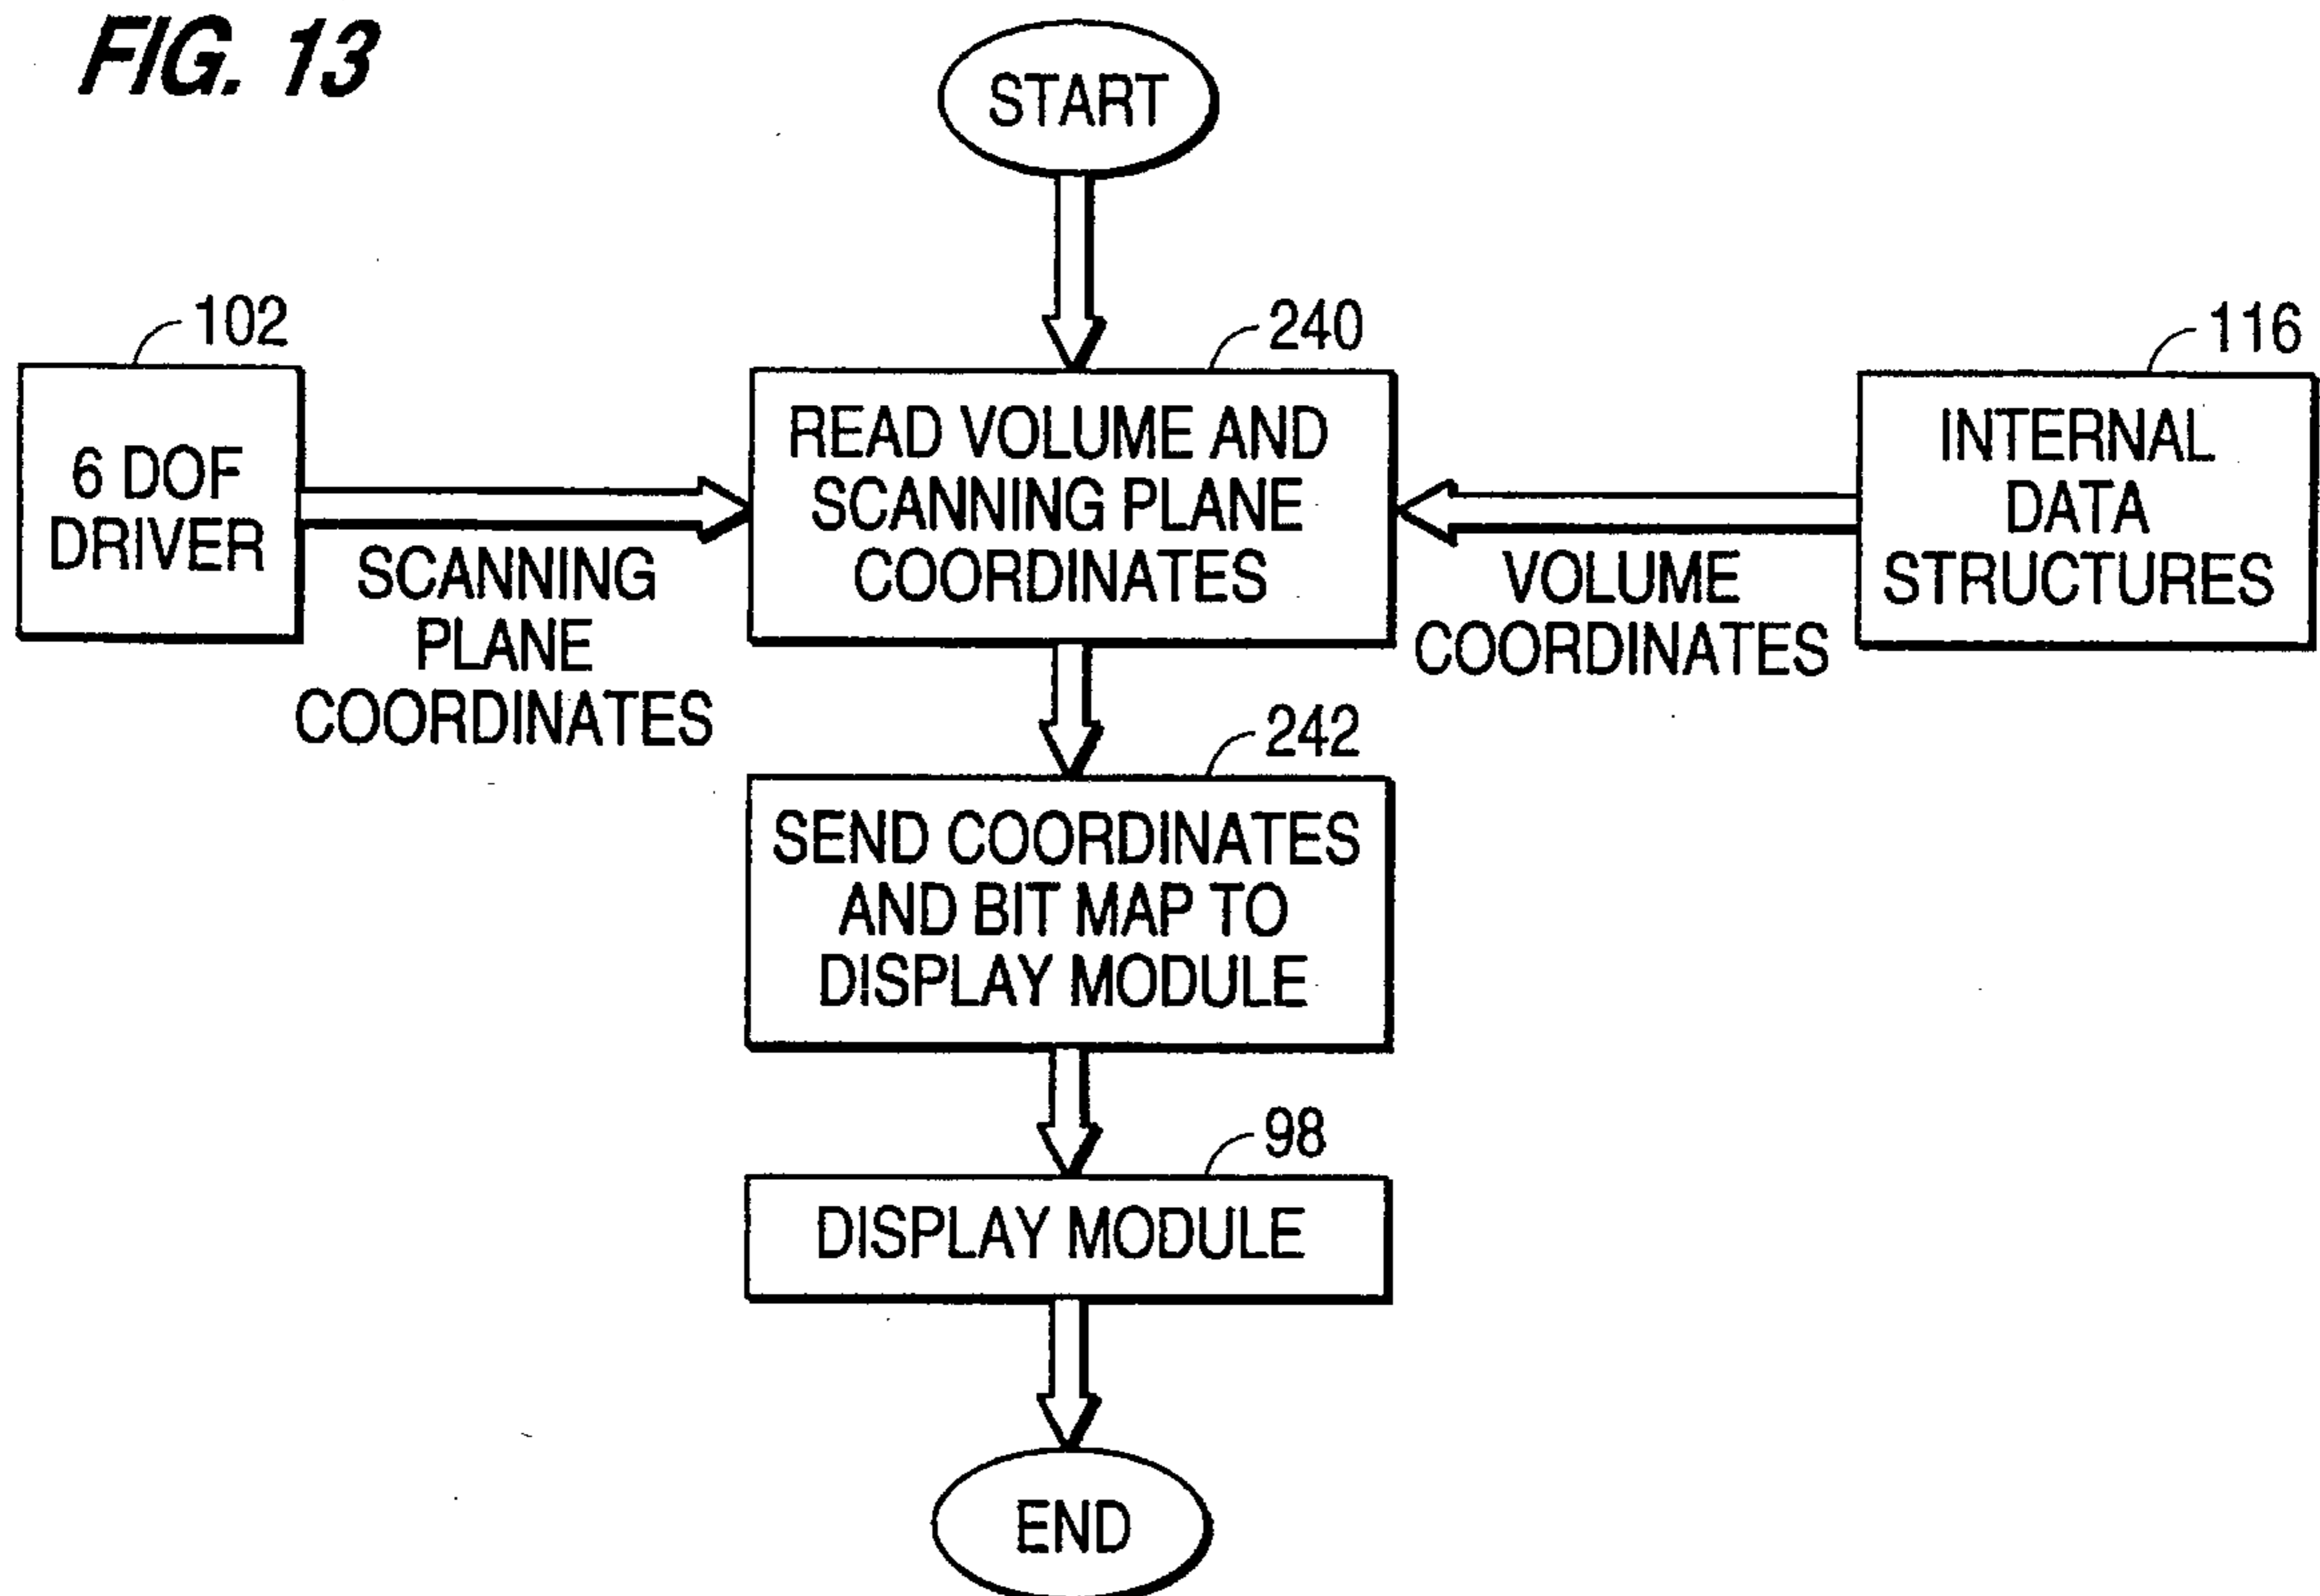 FIG. 13
START
102
240
116
6 DOF
DRIVER
SCANNING
PLANE
COORDINATES
READ VOLUME AND
SCANNING PLANE
COORDINATES
VOLUME
COORDINATES
INTERNAL
DATA
STRUCTURES
242
SEND COORDINATES
AND BIT MAP TO
DISPLAY MODULE
98
DISPLAY MODULE
END